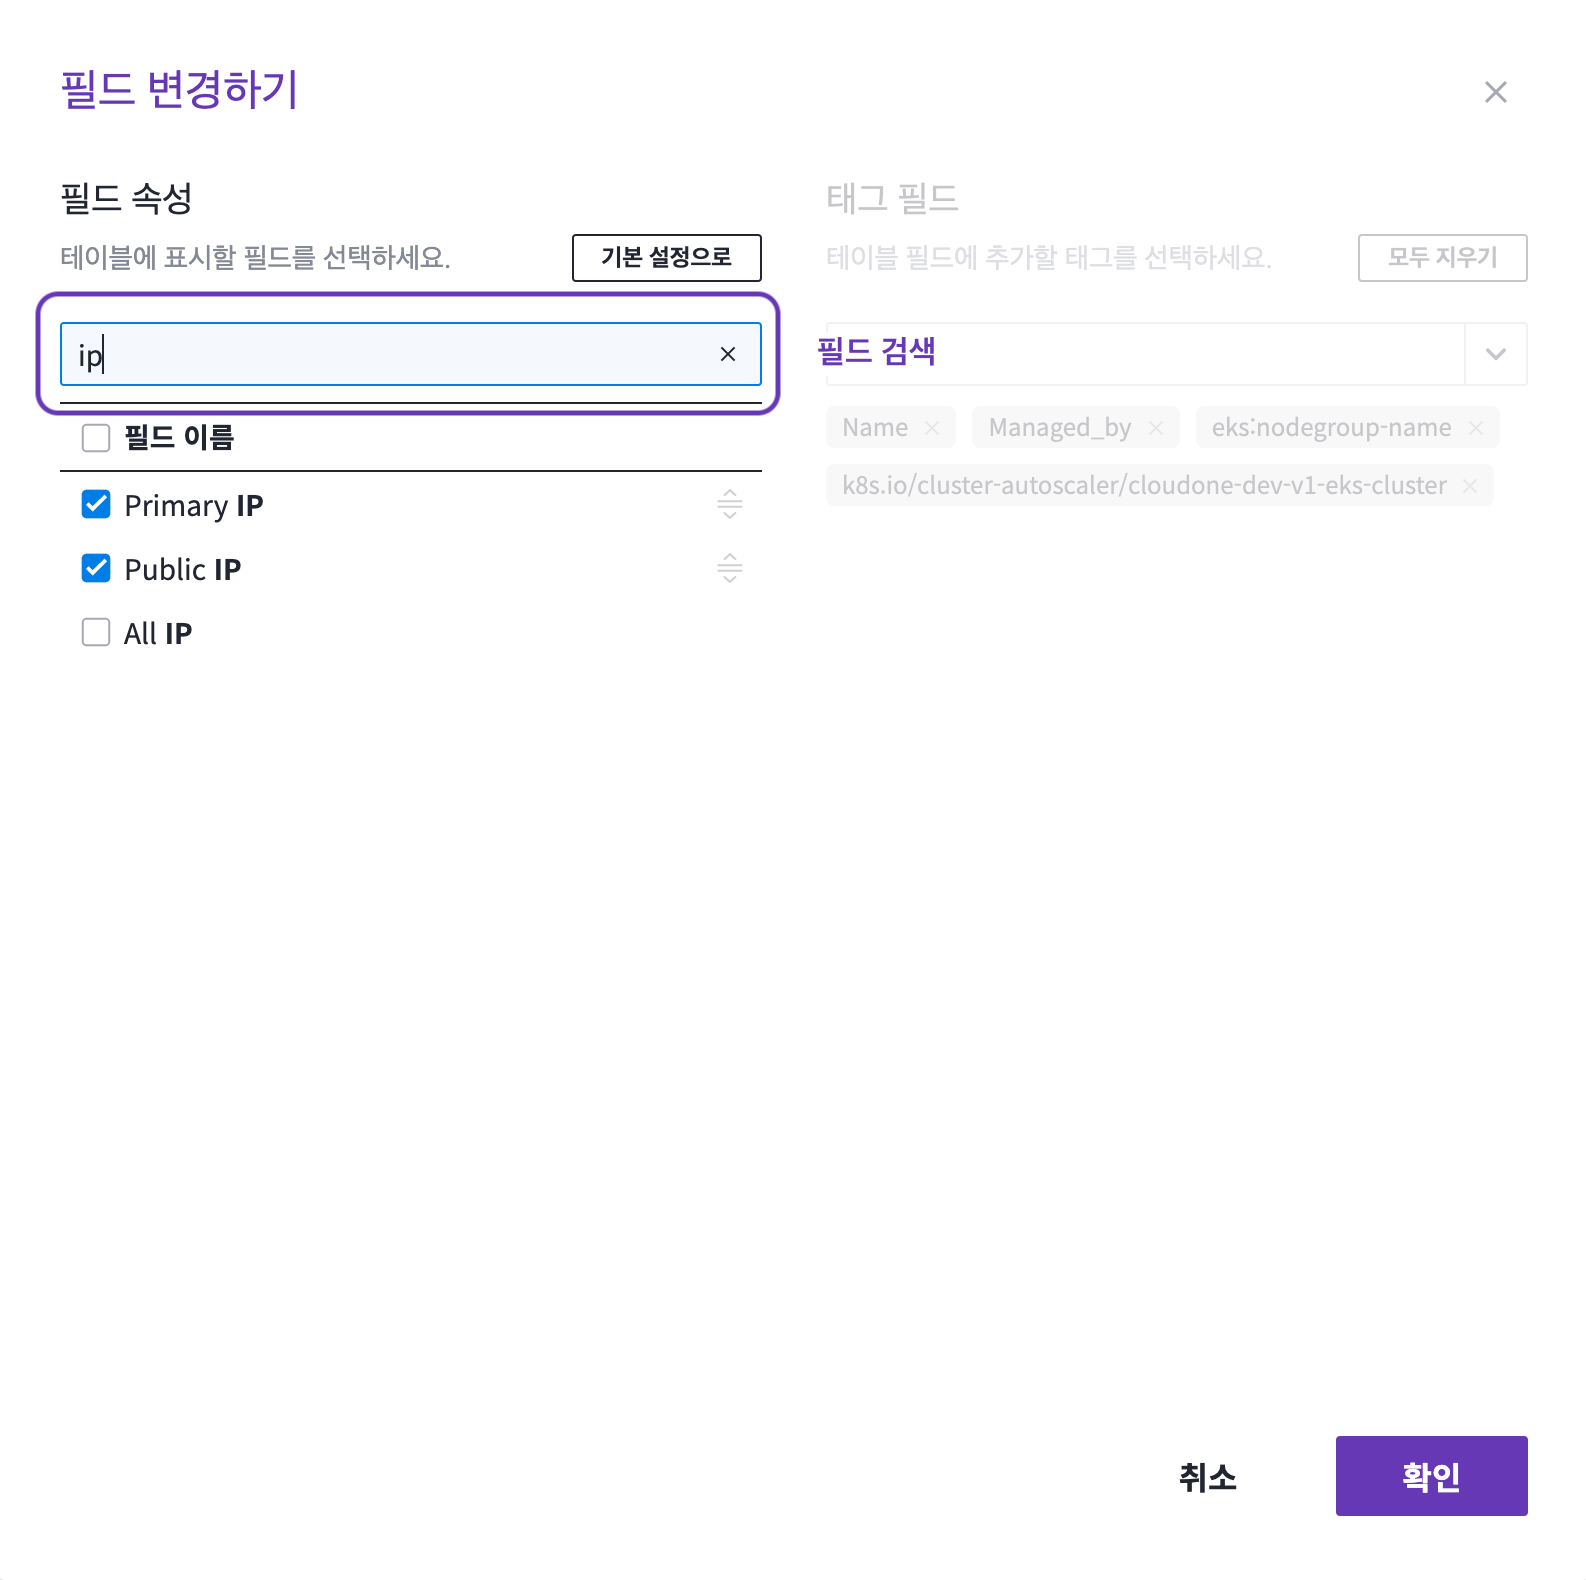 필드 변경하기
필드 속성
테이블에 표시할 필드를 선택하세요.
기본 설정으로
ip
필드 이름
Primary IP
Public IP
All IP
태그 필드
테이블 필드에 추가할 태그를 선택하세요.
모두 지우기
필드 검색
Name
Managed_by
eks:nodegroup-name
k8s.io/cluster-autoscaler/cloudone-dev-v1-eks-cluster
취소
확인